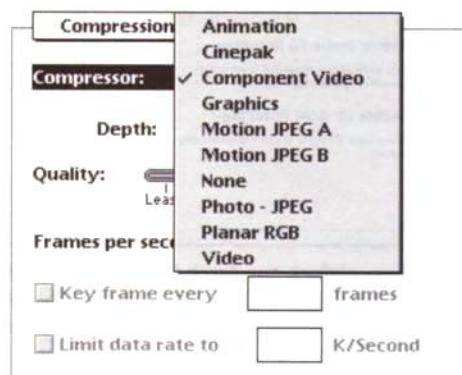 Compression
Animation
Cinepak
Compressor: ✓ Component Video
Graphics
Depth: Motion JPEG A
Motion JPEG B
Quality: None
Leas
Photo - JPEG
Planar RGB
Frames per sec
Video
Key frame every frames
Limit data rate to K/Second